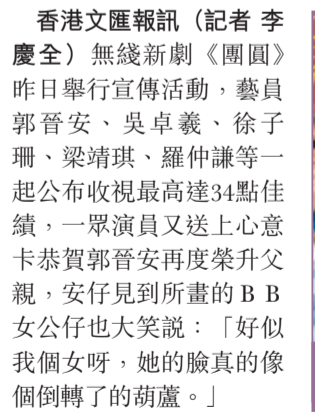 香港文匯報訊（記者 李
慶全）無綫新劇《團圓》
昨日舉行宣傳活動，藝員
郭晉安、吳卓羲、徐子
珊、梁靖琪、羅仲謙等一
起公布收視最高達34點佳
績，一眾演員又送上心意
卡恭賀郭晉安再度榮升父
親，安仔見到所畫的ＢＢ
女公仔也大笑説：「好似
我個女呀，她的臉真的像
個倒轉了的葫蘆。」